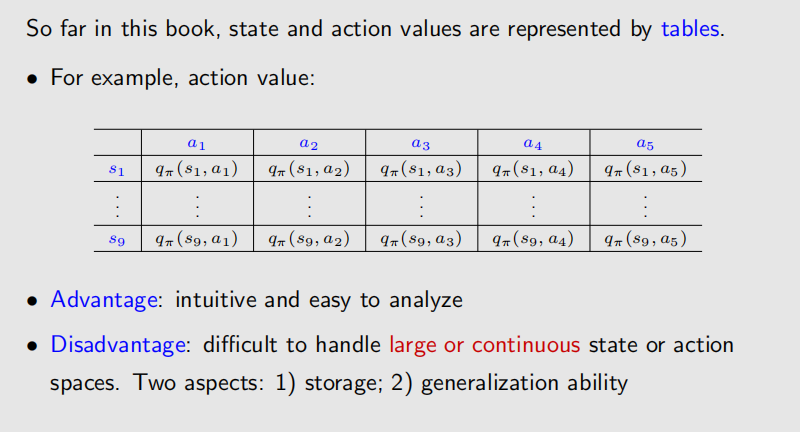 So far in this book, state and action values are represented by tables.
• For example, action value:
a₁ a₂ a₃ a₄ a₅
s₁ qπ(s₁, a₁) qπ(s₁, a₂) qπ(s₁, a₃) qπ(s₁, a₄) qπ(s₁, a₅)
⋮ ⋮ ⋮ ⋮ ⋮ ⋮
s₉ qπ(s₉, a₁) qπ(s₉, a₂) qπ(s₉, a₃) qπ(s₉, a₄) qπ(s₉, a₅)
• Advantage: intuitive and easy to analyze
• Disadvantage: difficult to handle large or continuous state or action
spaces. Two aspects: 1) storage; 2) generalization ability